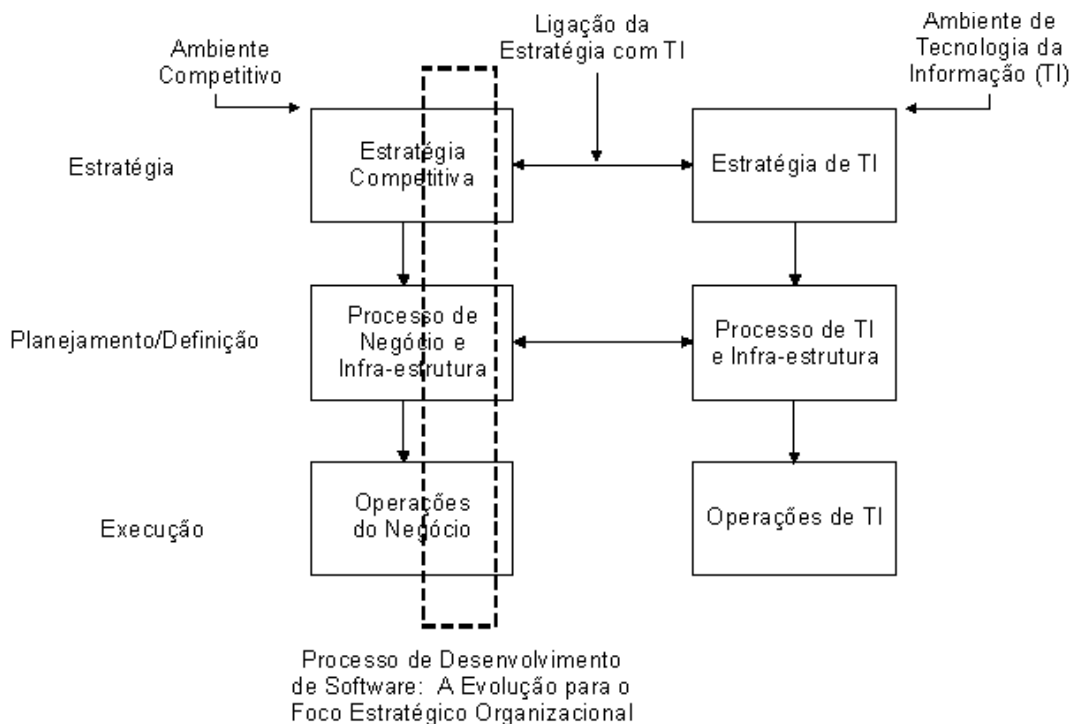 Ambiente
Competitivo
Ligação da
Estratégia com TI
Ambiente de
Tecnologia da
Informação (TI)
Estratégia
Estratégia
Competitiva
Estratégia de TI
Planejamento/Definição
Processo de
Negócio e
Infra-estrutura
Processo de TI
e Infra-estrutura
Execução
Operações
do Negócio
Operações de TI
Processo de Desenvolvimento
de Software: A Evolução para o
Foco Estratégico Organizacional